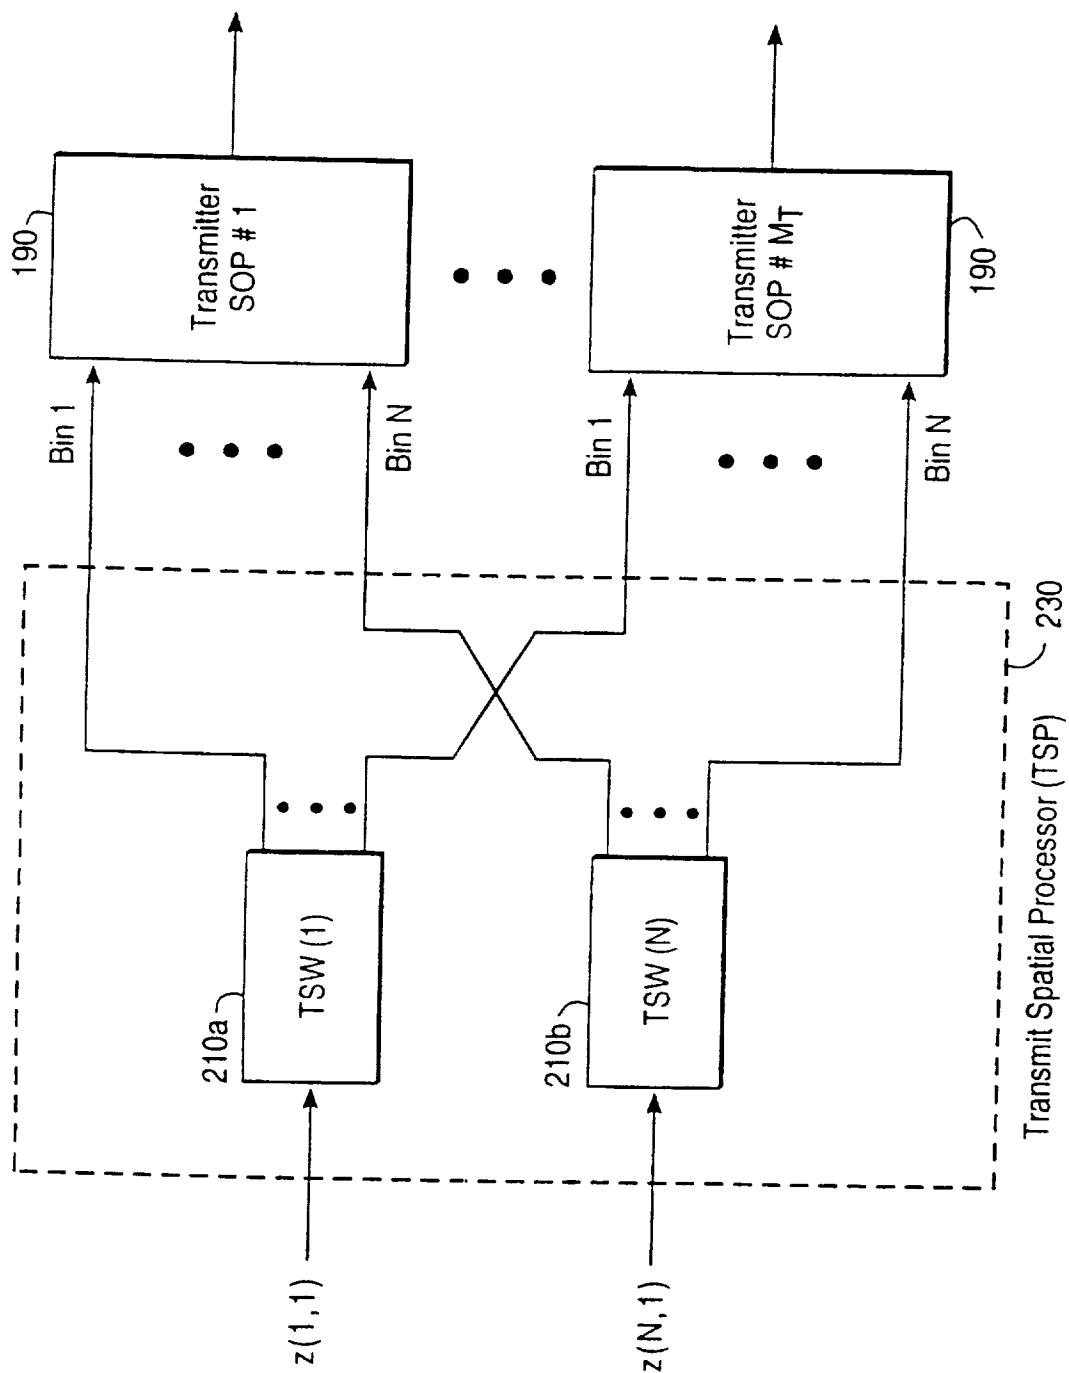 190
Transmitter
SOP # 1
Bin 1
Bin N
Transmitter
SOP # MT
190
Bin 1
Bin N
210a
TSW (1)
z(1,1)
210b
TSW (N)
z(N,1)
230
Transmit Spatial Processor (TSP)